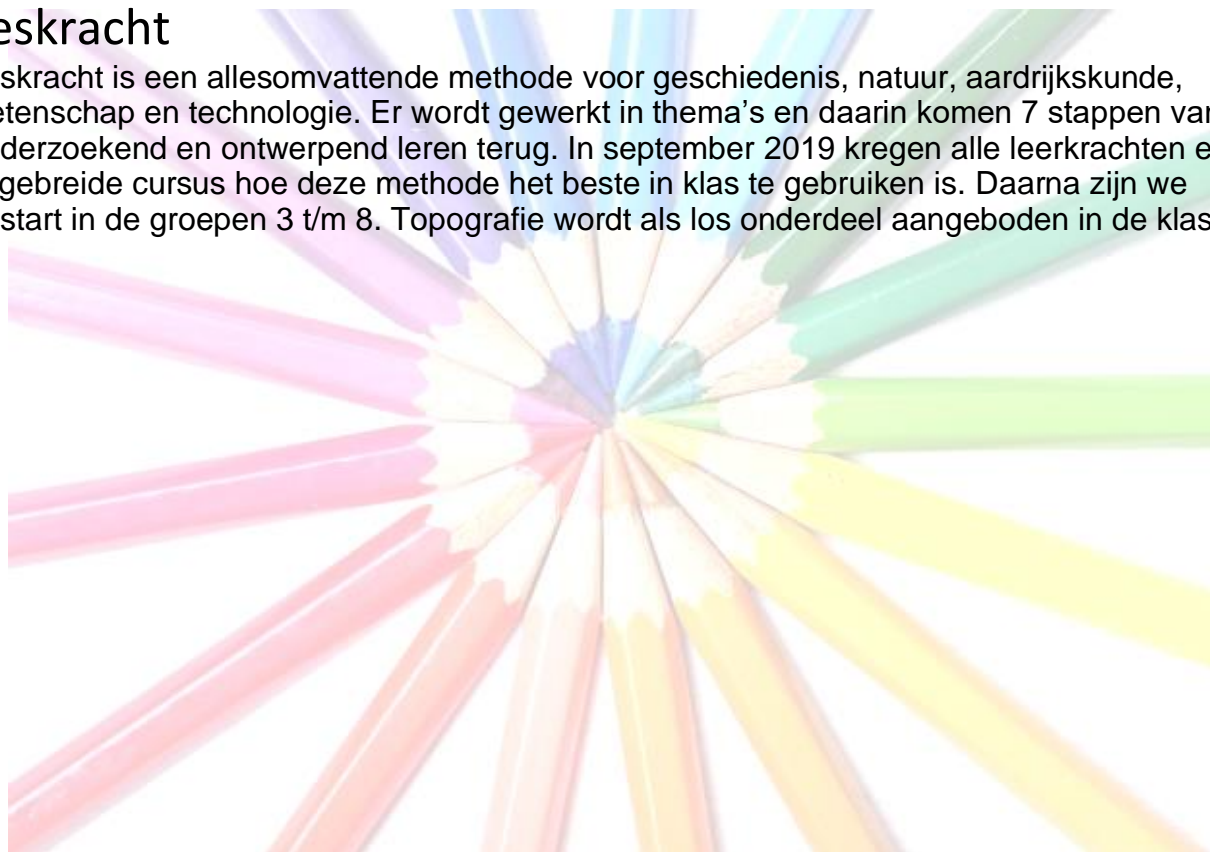 eskracht
skracht is een allesomvattende methode voor geschiedenis, natuur, aardrijkskunde,
etenschap en technologie. Er wordt gewerkt in thema's en daarin komen 7 stappen van
derzoekend en ontwerpend leren terug. In september 2019 kregen alle leerkrachten e
gebreide cursus hoe deze methode het beste in klas te gebruiken is. Daarna zijn we
start in de groepen 3 t/m 8. Topografie wordt als los onderdeel aangeboden in de klas